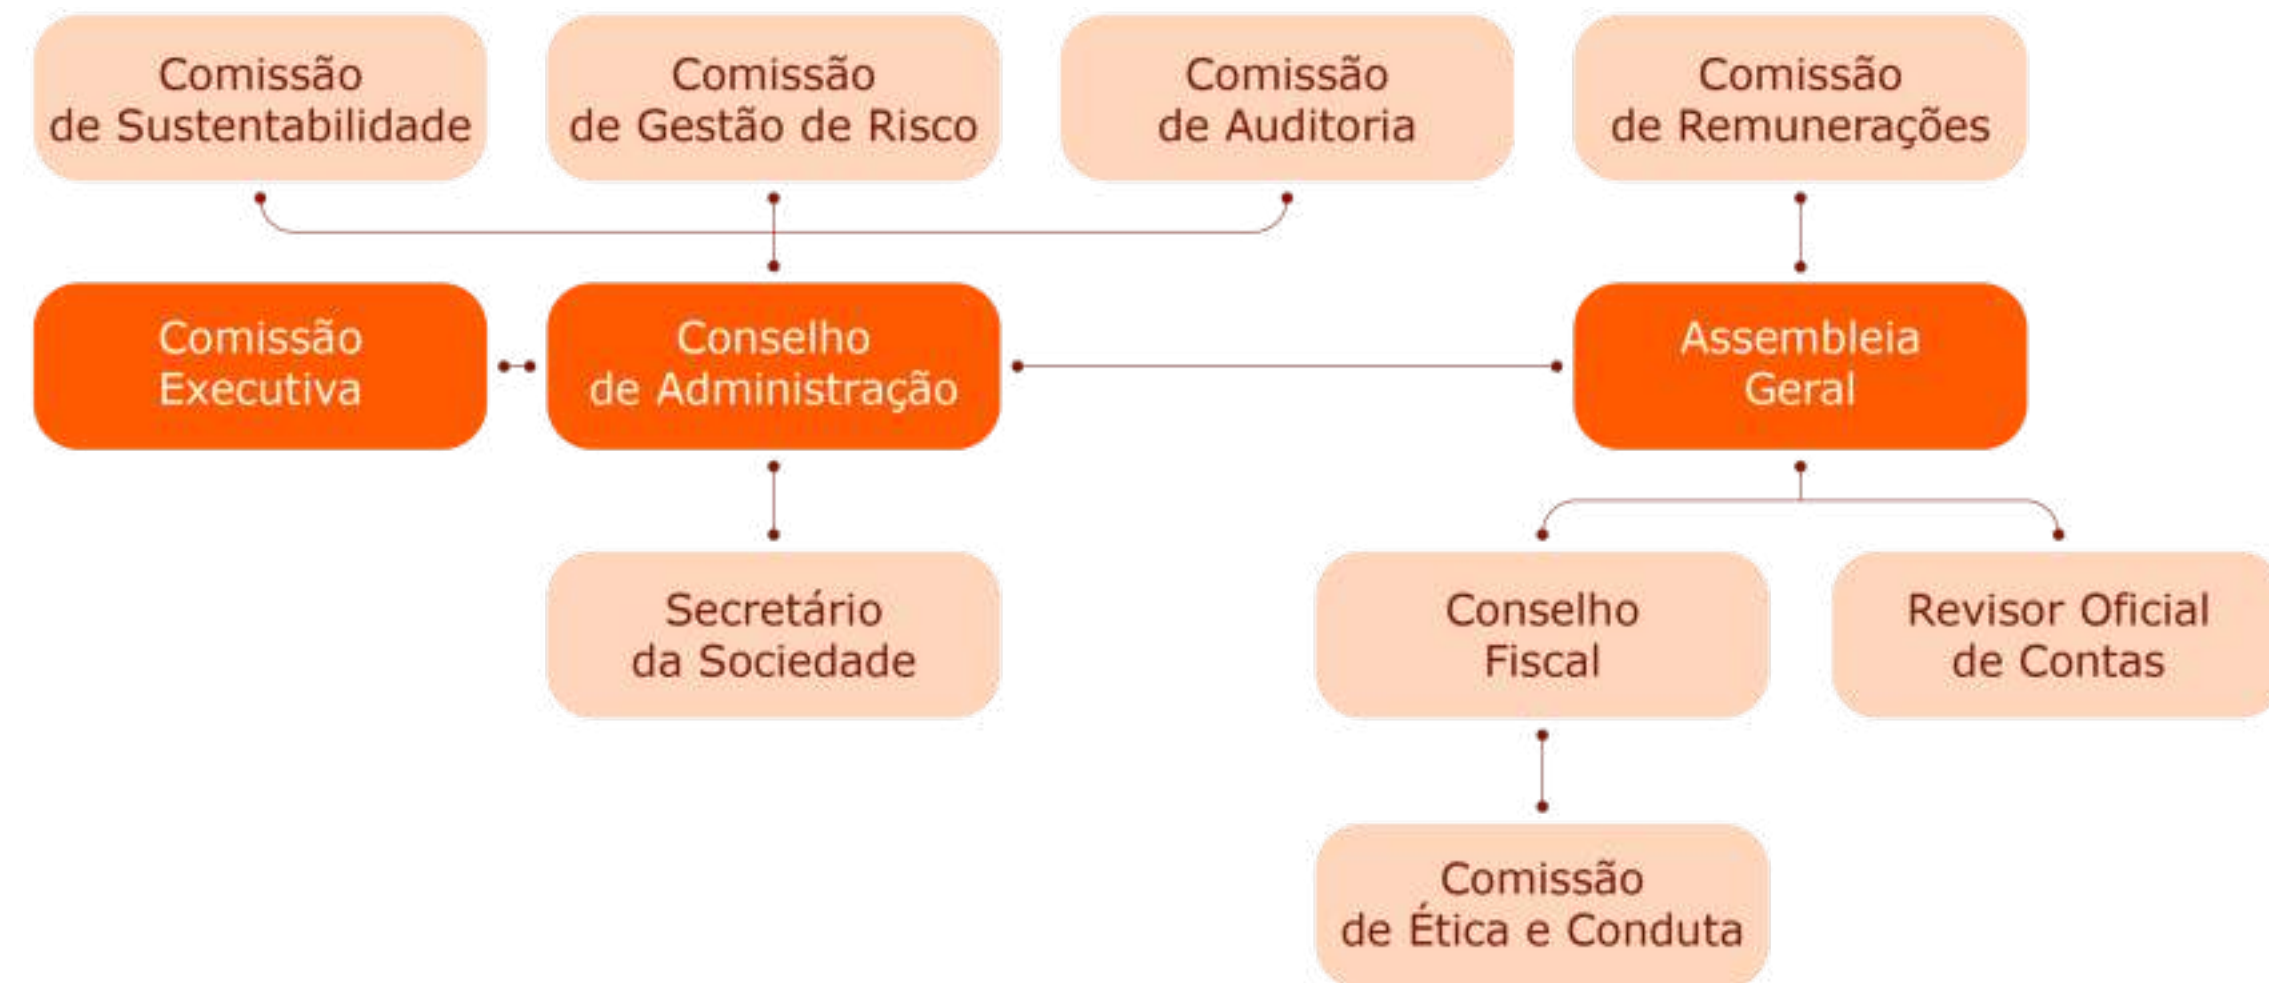 Comissão
de Sustentabilidade
Comissão
de Gestão de Risco
Comissão
de Auditoria
Comissão
de Remunerações
Comissão
Executiva
Conselho
de Administração
Assembleia
Geral
Secretário
da Sociedade
Conselho
Fiscal
Revisor Oficial
de Contas
Comissão
de Ética e Conduta